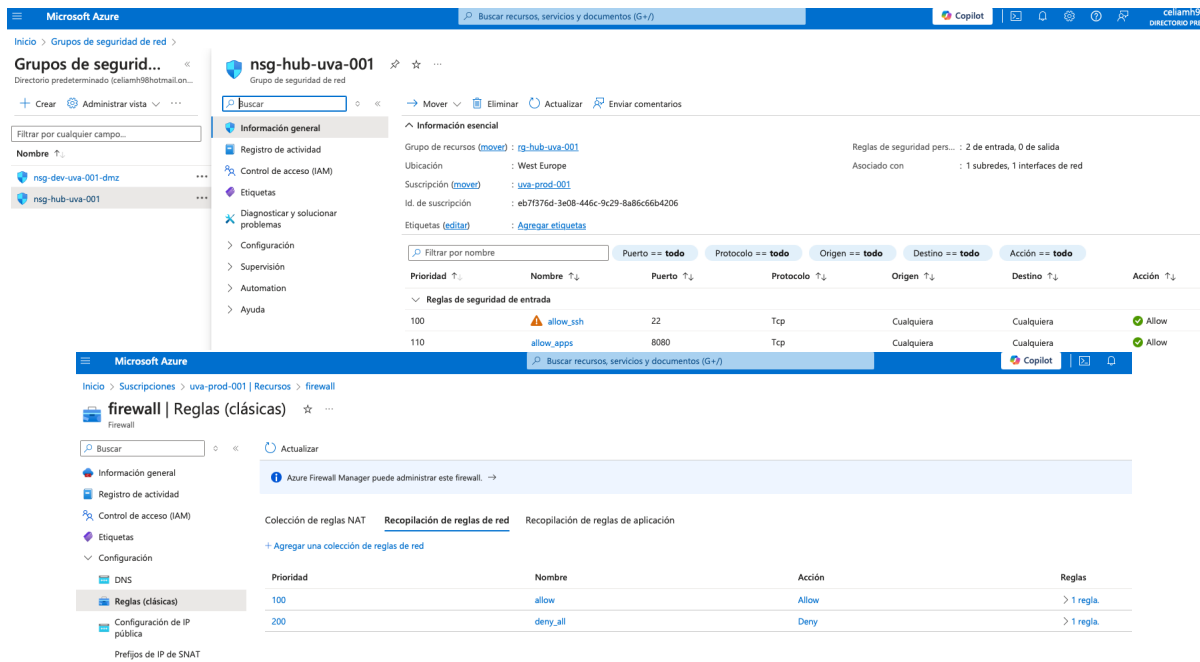 Microsoft Azure
Buscar recursos, servicios y documentos (G+/)
Copilot
celiamh9
DIRECTORIO PRE
Inicio > Grupos de seguridad de red >
Grupos de segurid... «
Directorio predeterminado (celiamh98hotmail.on...
+ Crear Administrar vista ...
Filtrar por cualquier campo...
Nombre ↑↓
nsg-dev-uva-001-dmz ...
nsg-hub-uva-001 ...
nsg-hub-uva-001 ...
Grupo de seguridad de red
Buscar «
Información general
Registro de actividad
Control de acceso (IAM)
Etiquetas
Diagnosticar y solucionar
problemas
> Configuración
> Supervisión
> Automation
> Ayuda
→ Mover Eliminar Actualizar Enviar comentarios
Información esencial
Grupo de recursos (mover) : rg-hub-uva-001
Ubicación : West Europe
Suscripción (mover) : uva-prod-001
Id. de suscripción : eb7f376d-3e08-446c-9c29-8a86c66b4206
Etiquetas (editar) : Agregar etiquetas
Reglas de seguridad pers... : 2 de entrada, 0 de salida
Asociado con : 1 subredes, 1 interfaces de red
Filtrar por nombre Puerto == todo Protocolo == todo Origen == todo Destino == todo Acción == todo
Prioridad ↑↓ Nombre ↑↓ Puerto ↑↓ Protocolo ↑↓ Origen ↑↓ Destino ↑↓ Acción ↑↓
Reglas de seguridad de entrada
100 allow_ssh 22 Tcp Cualquiera Cualquiera Allow
110 allow_apps 8080 Tcp Cualquiera Cualquiera Allow
Microsoft Azure
Buscar recursos, servicios y documentos (G+/)
Copilot
Inicio > Suscripciones > uva-prod-001 | Recursos > firewall
firewall | Reglas (clásicas) ...
Firewall
Buscar «
Información general
Registro de actividad
Control de acceso (IAM)
Etiquetas
Configuración
DNS
Reglas (clásicas)
Configuración de IP
pública
Prefijos de IP de SNAT
Actualizar
Azure Firewall Manager puede administrar este firewall. →
Colección de reglas NAT Recopilación de reglas de red Recopilación de reglas de aplicación
+ Agregar una colección de reglas de red
Prioridad Nombre Acción Reglas
100 allow Allow > 1 regla.
200 deny_all Deny > 1 regla.